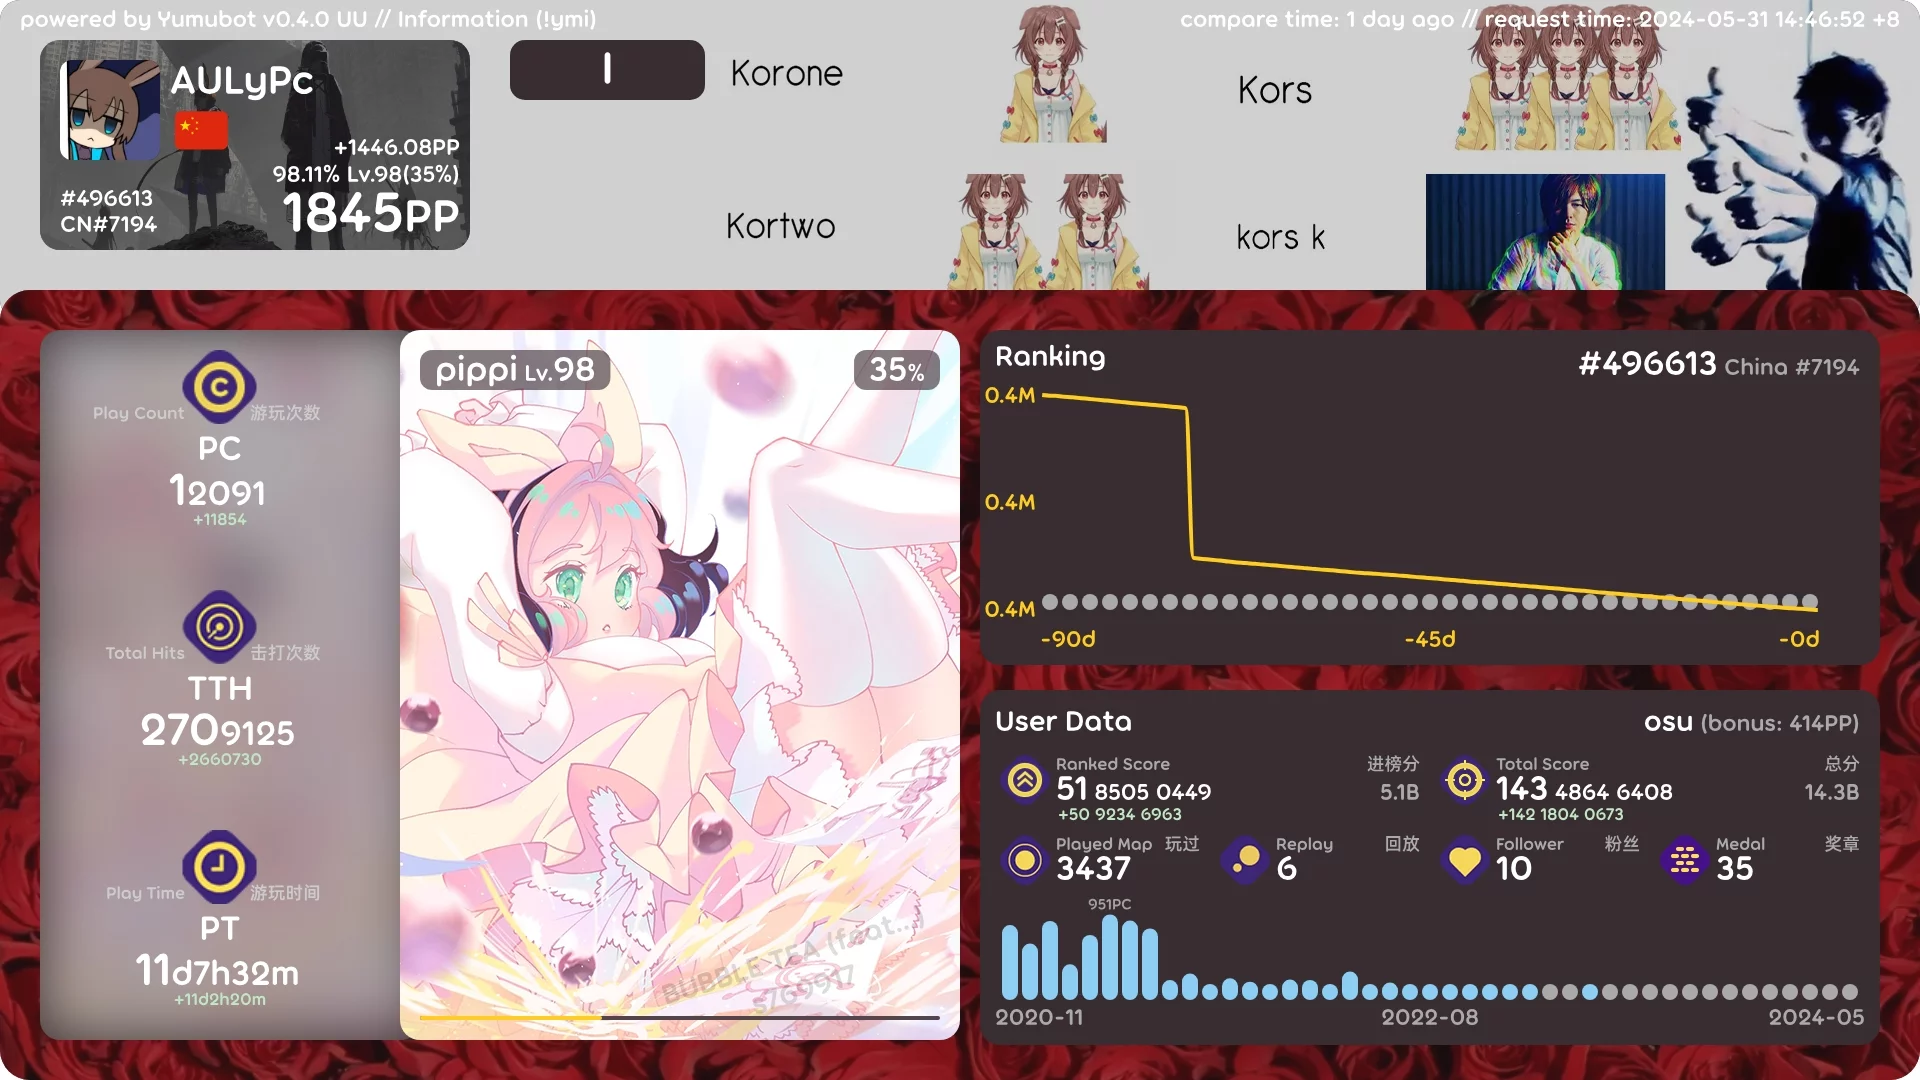 powered by Yumubot v0.4.0 UU // Information (!ymi)
compare time: 1 day ago // request time: 2024-05-31 14:46:52 +8
AULyPc
+1446.08PP
98.11% Lv.98(35%)
#496613
CN#7194
1845PP
Korone
Kors
Kortwo
kors k
Play Count
游玩次数
PC
12091
+11854
Total Hits
击打次数
TTH
2709125
+2660730
Play Time
游玩时间
PT
11d7h32m
+11d2h20m
pippi Lv.98
35%
BUBBLE TEA (feat...)
Ranking
#496613 China #7194
0.4M
0.4M
0.4M
-90d
-45d
-0d
User Data
osu (bonus: 414PP)
Ranked Score
进榜分
51 8505 0449
5.1B
+50 9234 6963
Total Score
总分
143 4864 6408
14.3B
+142 1804 0673
Played Map
玩过
3437
Replay
回放
6
Follower
粉丝
10
Medal
奖章
35
951PC
2020-11
2022-08
2024-05